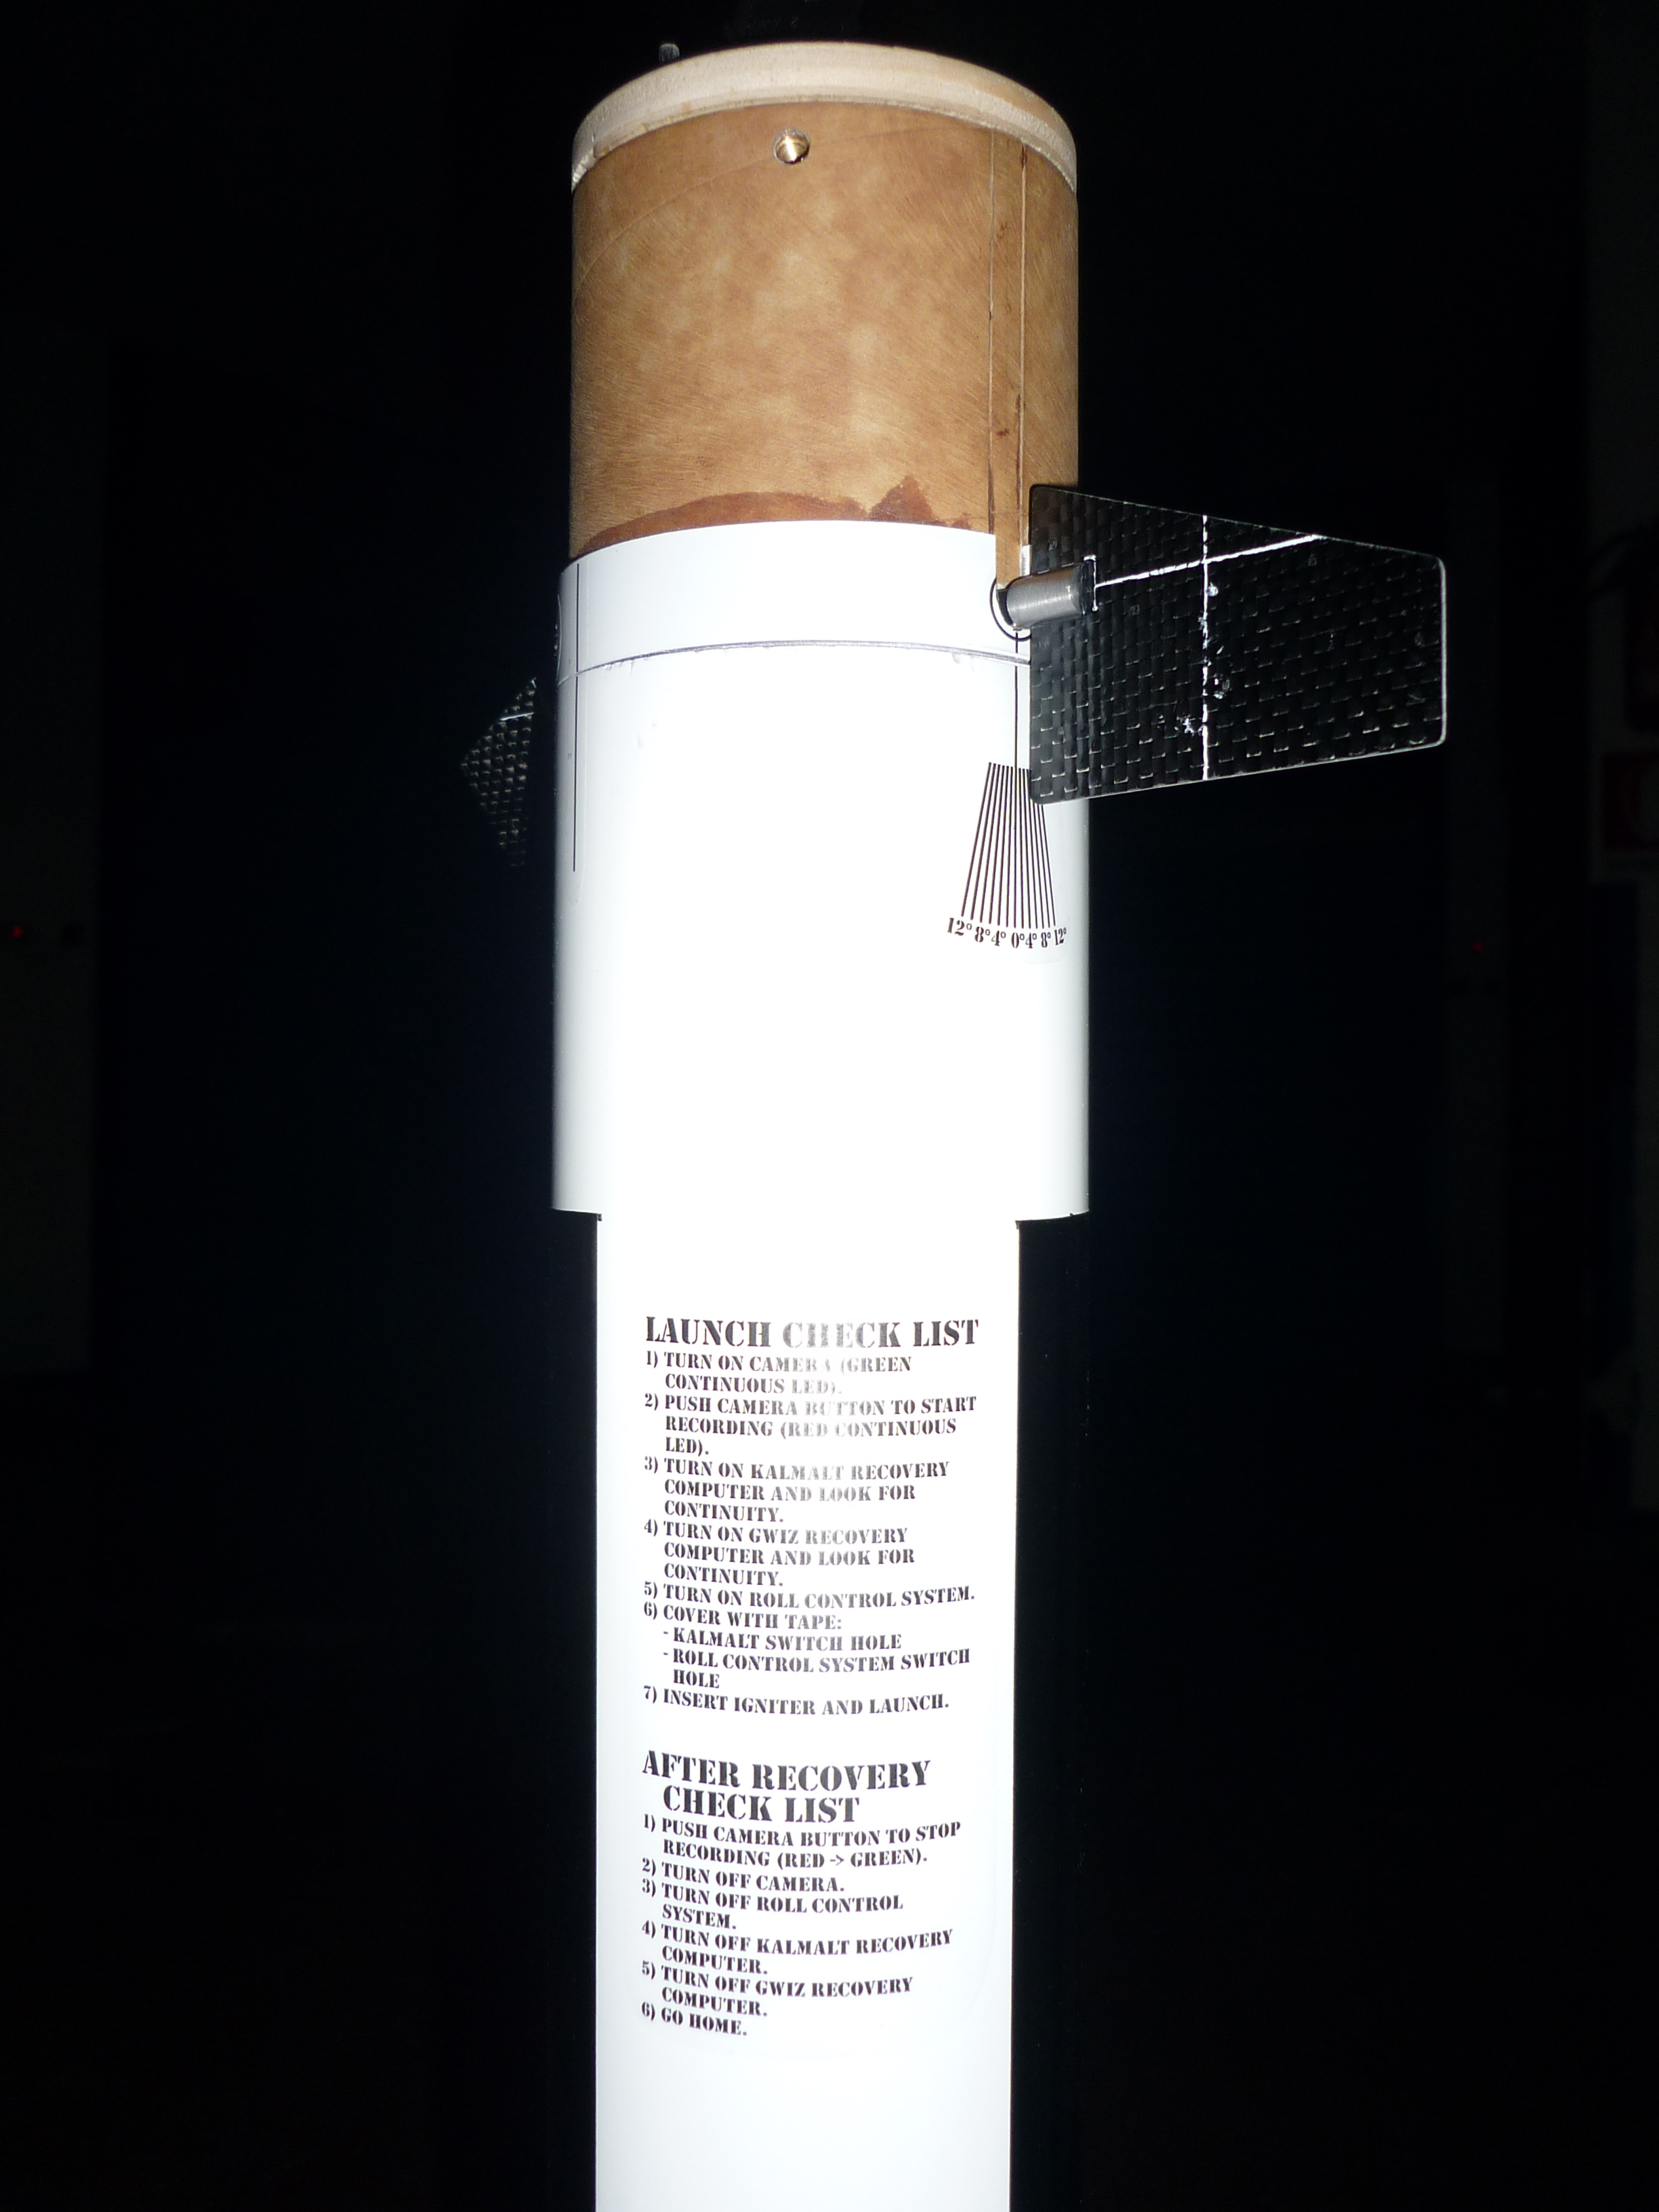 12° 8° 4° 0° 4° 8° 12°
LAUNCH CHECK LIST
1) TURN ON CAMERA (GREEN
CONTINUOUS LED).
2) PUSH CAMERA BUTTON TO START
RECORDING (RED CONTINUOUS
LED).
3) TURN ON KALMALT RECOVERY
COMPUTER AND LOOK FOR
CONTINUITY.
4) TURN ON GWIZ RECOVERY
COMPUTER AND LOOK FOR
CONTINUITY.
5) TURN ON ROLL CONTROL SYSTEM.
6) COVER WITH TAPE:
- KALMALT SWITCH HOLE
- ROLL CONTROL SYSTEM SWITCH
HOLE
7) INSERT IGNITER AND LAUNCH.
AFTER RECOVERY
CHECK LIST
1) PUSH CAMERA BUTTON TO STOP
RECORDING (RED -> GREEN).
2) TURN OFF CAMERA.
3) TURN OFF ROLL CONTROL
SYSTEM.
4) TURN OFF KALMALT RECOVERY
COMPUTER.
5) TURN OFF GWIZ RECOVERY
COMPUTER.
6) GO HOME.